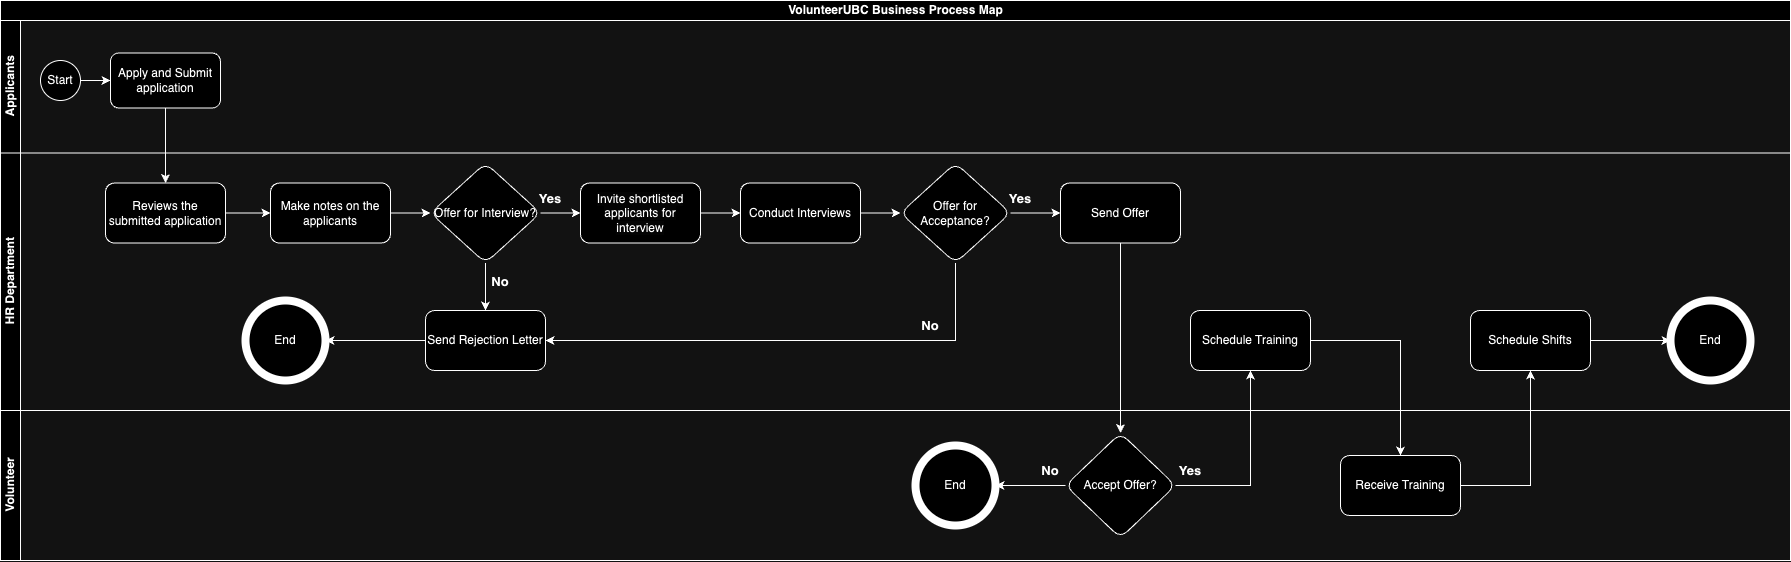 VolunteerUBC Business Process Map
Applicants
Start
Apply and Submit
application
HR Department
Reviews the
submitted application
Make notes on the
applicants
Offer for Interview?
Yes
Invite shortlisted
applicants for
interview
Conduct Interviews
Offer for
Acceptance?
Yes
Send Offer
No
End
Send Rejection Letter
No
Schedule Training
Schedule Shifts
End
Volunteer
End
No
Accept Offer?
Yes
Receive Training